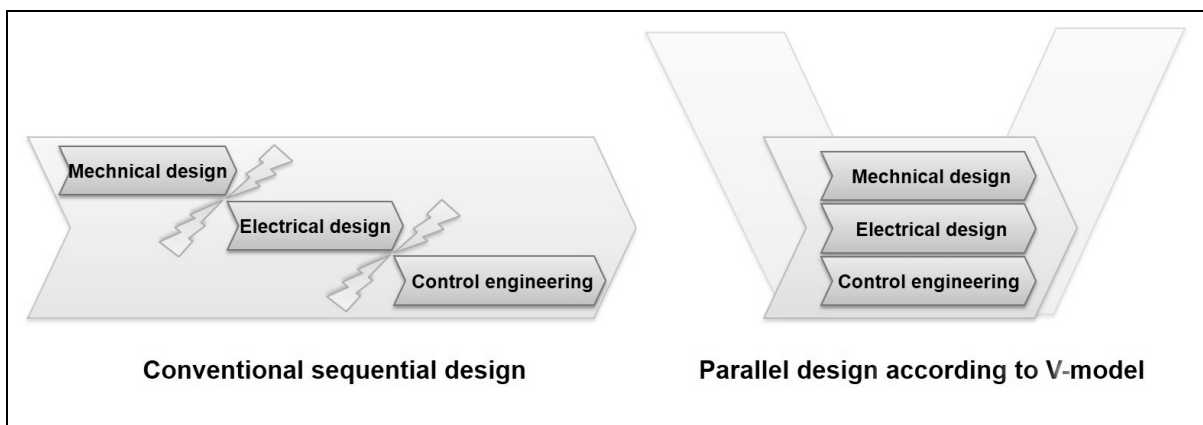 Mechnical design
Electrical design
Control engineering
Conventional sequential design
Mechnical design
Electrical design
Control engineering
Parallel design according to V-model